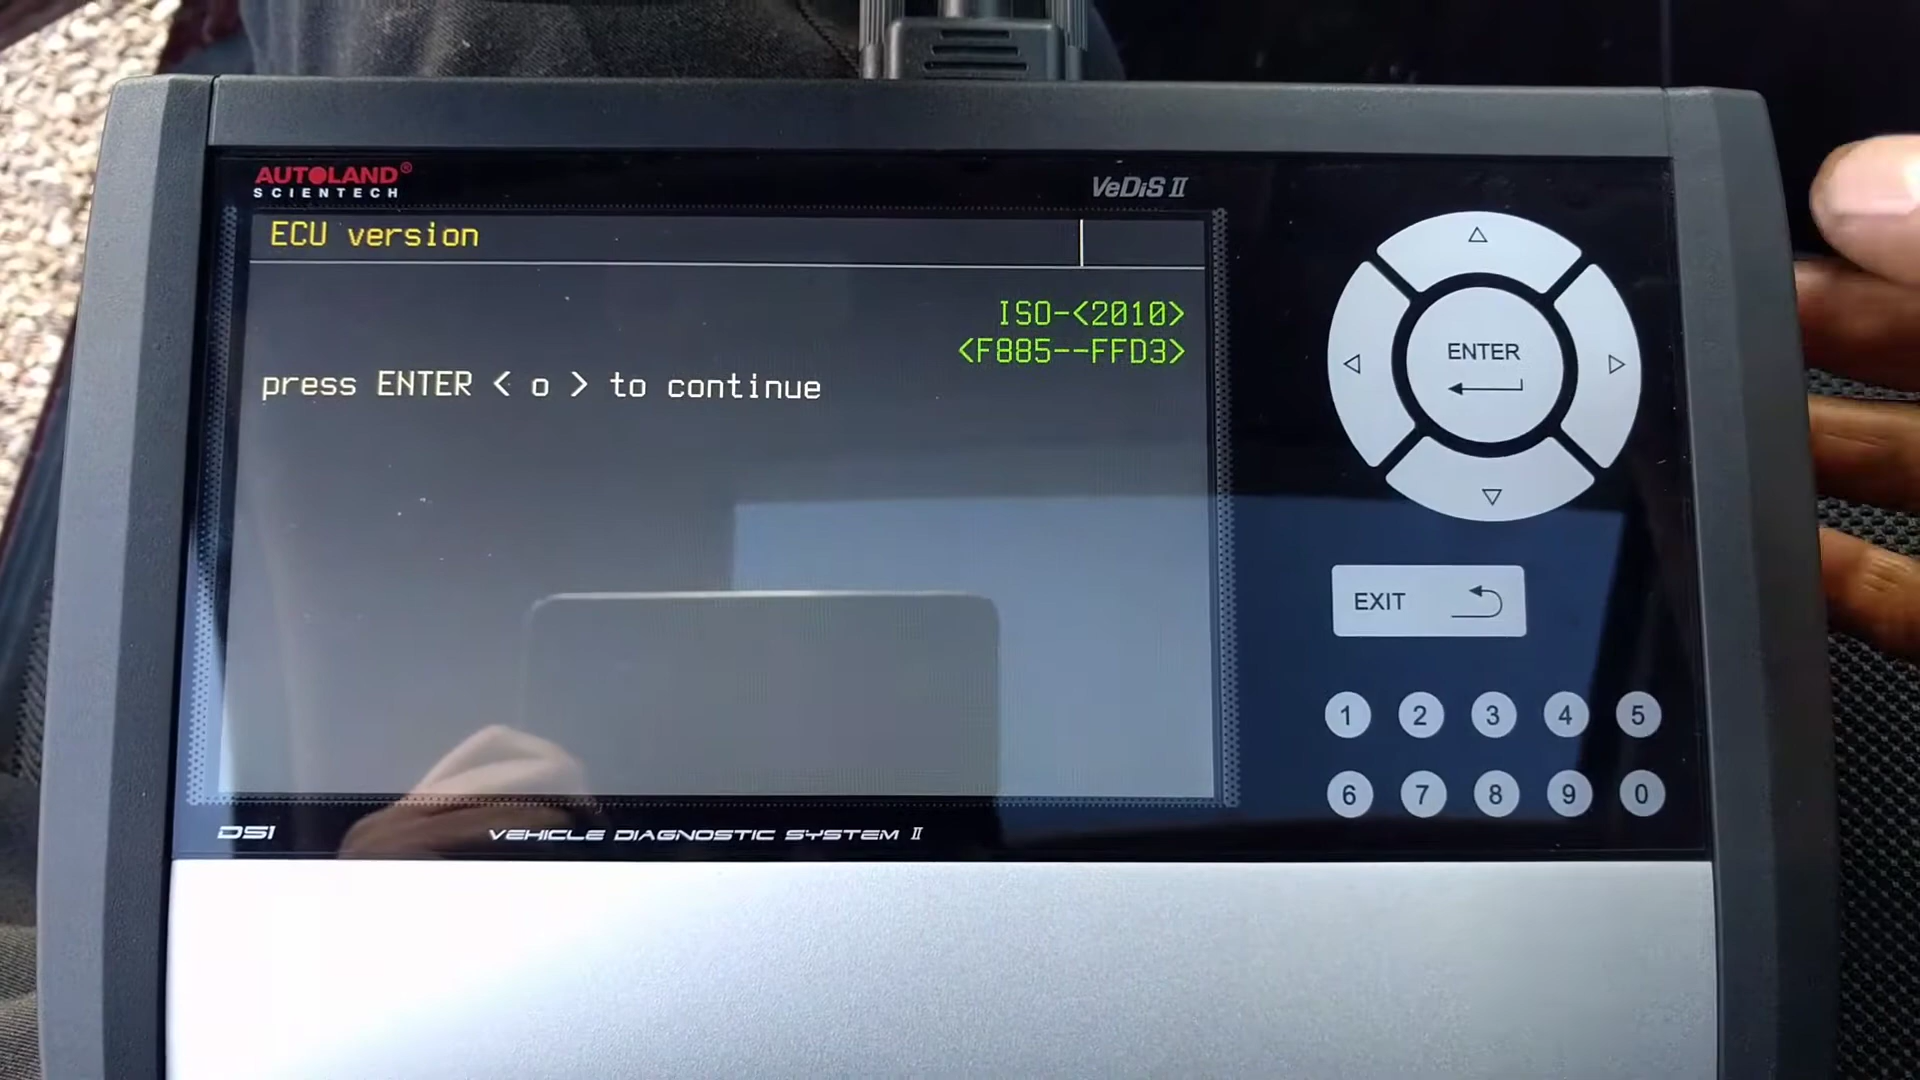 AUTOLAND®
SCIENTECH
VeDiS II
ECU version
ISO-<2010>
<F885--FFD3>
press ENTER < o > to continue
△
◁
ENTER
▷
▽
EXIT
1 2 3 4 5
6 7 8 9 0
DSI
VEHICLE DIAGNOSTIC SYSTEM II